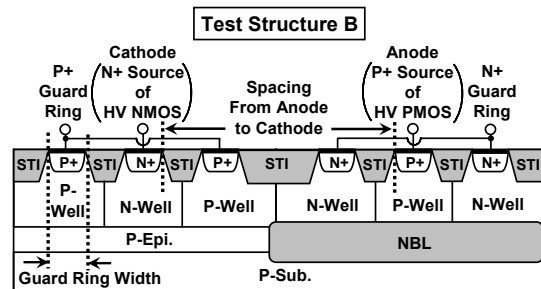 Test Structure B
P+
Guard
Ring
Cathode
( N+ Source
of
HV NMOS )
Spacing
From Anode
to Cathode
Anode
( P+ Source
of
HV PMOS )
N+
Guard
Ring
STI P+ STI N+ STI P+ STI N+ STI P+ STI N+ STI
P-
Well
N-Well
P-Well
N-Well
P-Well
N-Well
P-Epi.
NBL
Guard Ring Width
P-Sub.